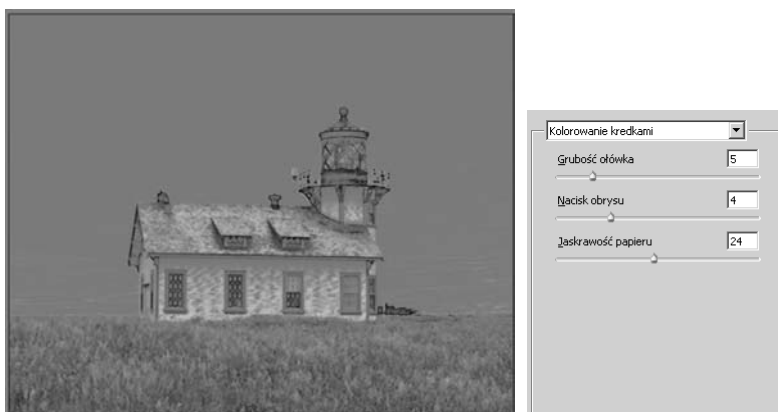 Kolorowanie kredkami
Grubość ołówka 5
Nacisk obrysu 4
Jaskrawość papieru 24